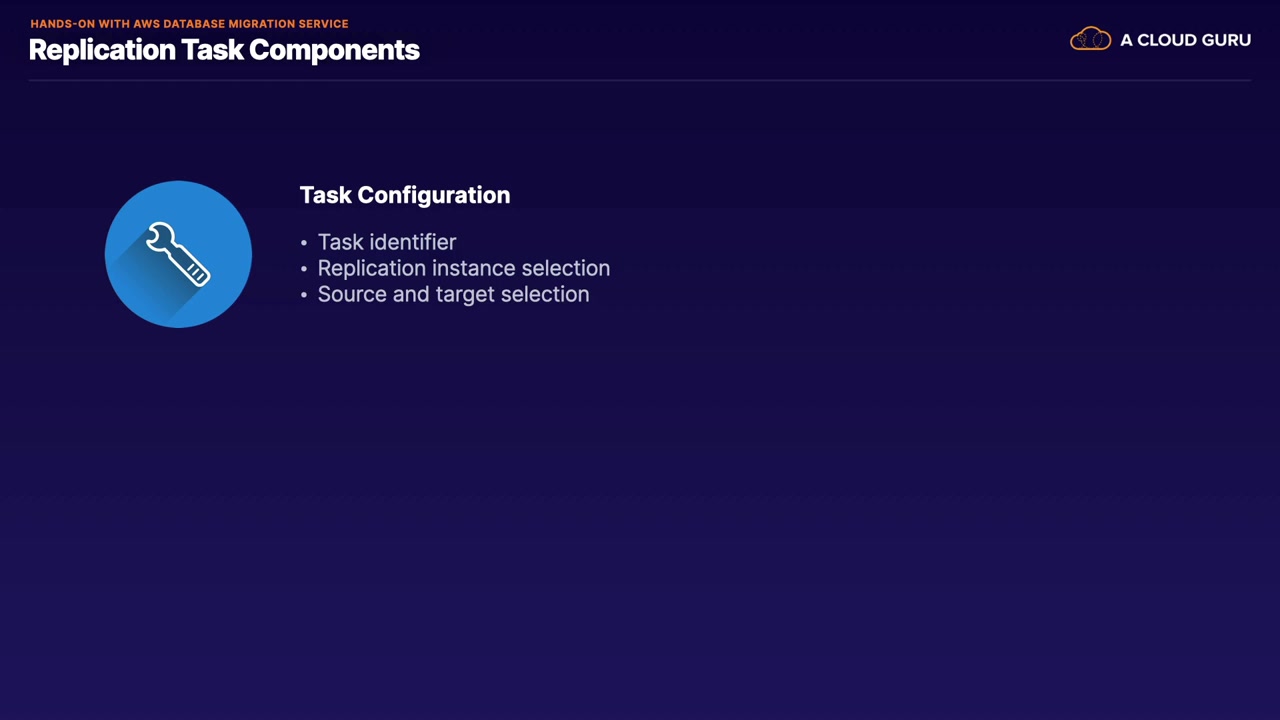 HANDS-ON WITH AWS DATABASE MIGRATION SERVICE
Replication Task Components
A CLOUD GURU
Task Configuration
• Task identifier
• Replication instance selection
• Source and target selection